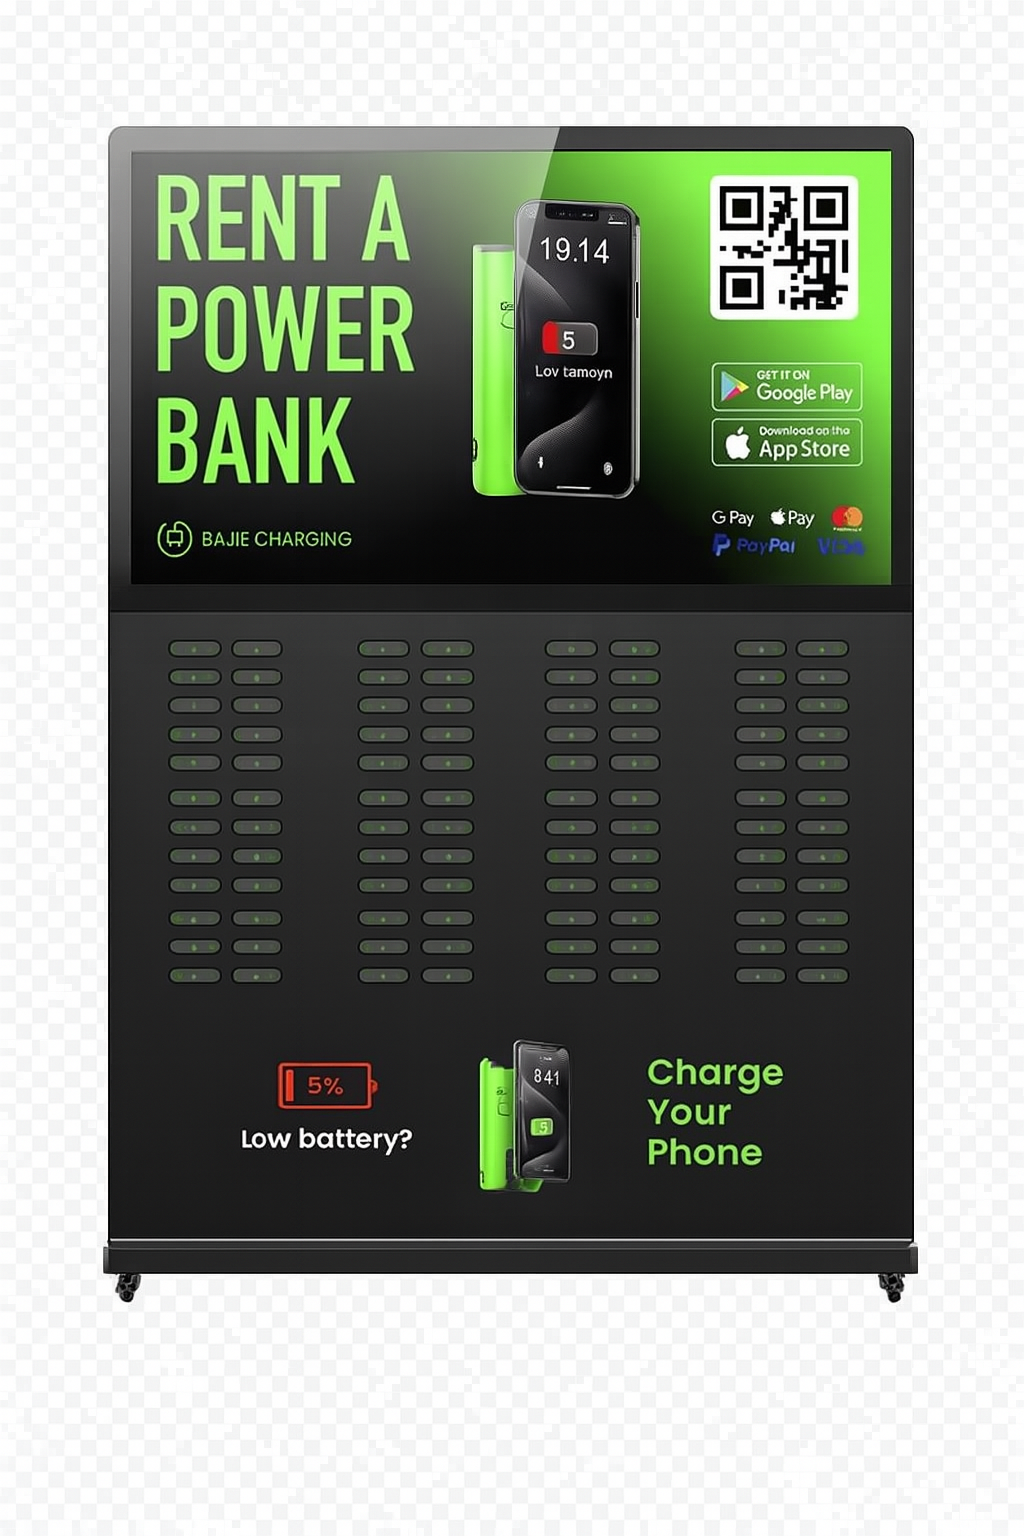 RENT A
POWER
BANK
BAJIE CHARGING
19.14
5
Lov tamoyn
GET IT ON
Google Play
Download on the
App Store
G Pay
Pay
PayPal
VISA
5%
Low battery?
841
5
Charge
Your
Phone